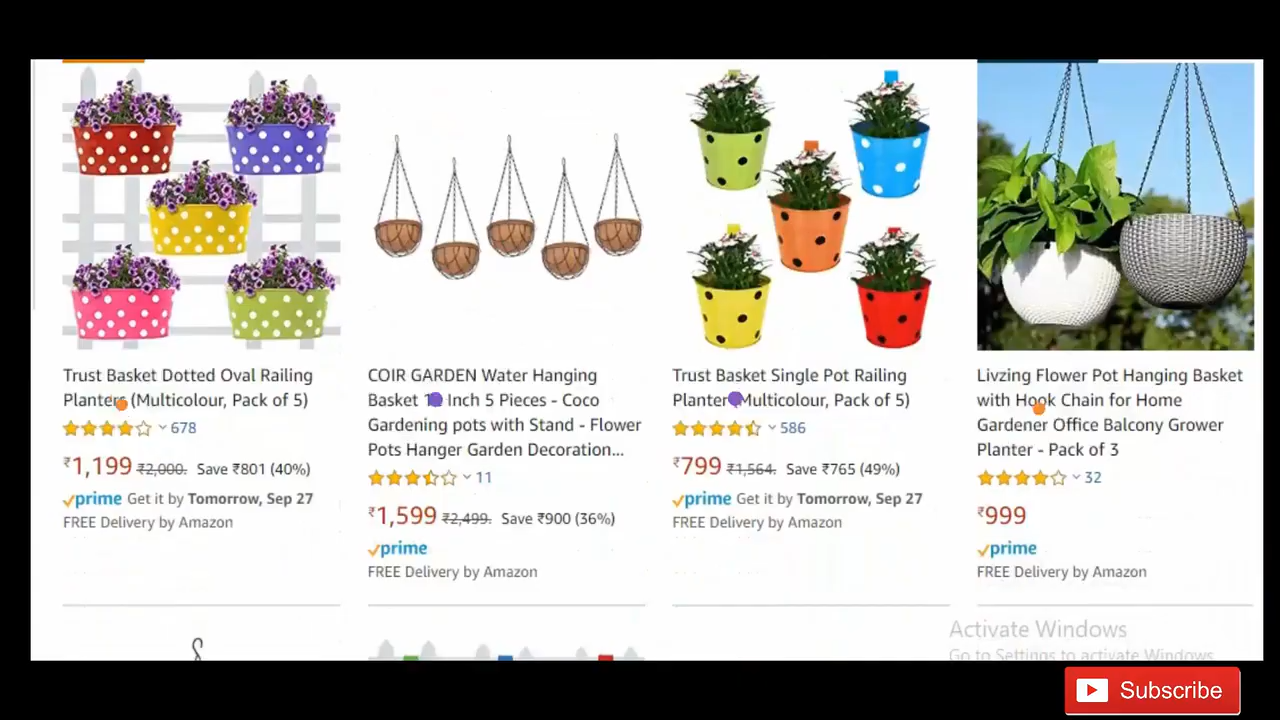 Trust Basket Dotted Oval Railing
Planters (Multicolour, Pack of 5)
678
₹1,199 ₹2,000. Save ₹801 (40%)
prime Get it by Tomorrow, Sep 27
FREE Delivery by Amazon
COIR GARDEN Water Hanging
Basket Inch 5 Pieces - Coco
Gardening pots with Stand - Flower
Pots Hanger Garden Decoration...
11
₹1,599 ₹2,499. Save ₹900 (36%)
prime
FREE Delivery by Amazon
Trust Basket Single Pot Railing
Planter (Multicolour, Pack of 5)
586
₹799 ₹1,564. Save ₹765 (49%)
prime Get it by Tomorrow, Sep 27
FREE Delivery by Amazon
Livzing Flower Pot Hanging Basket
with Hook Chain for Home
Gardener Office Balcony Grower
Planter - Pack of 3
32
₹999
prime
FREE Delivery by Amazon
Activate Windows
Go to Settings to activate Windows
Subscribe